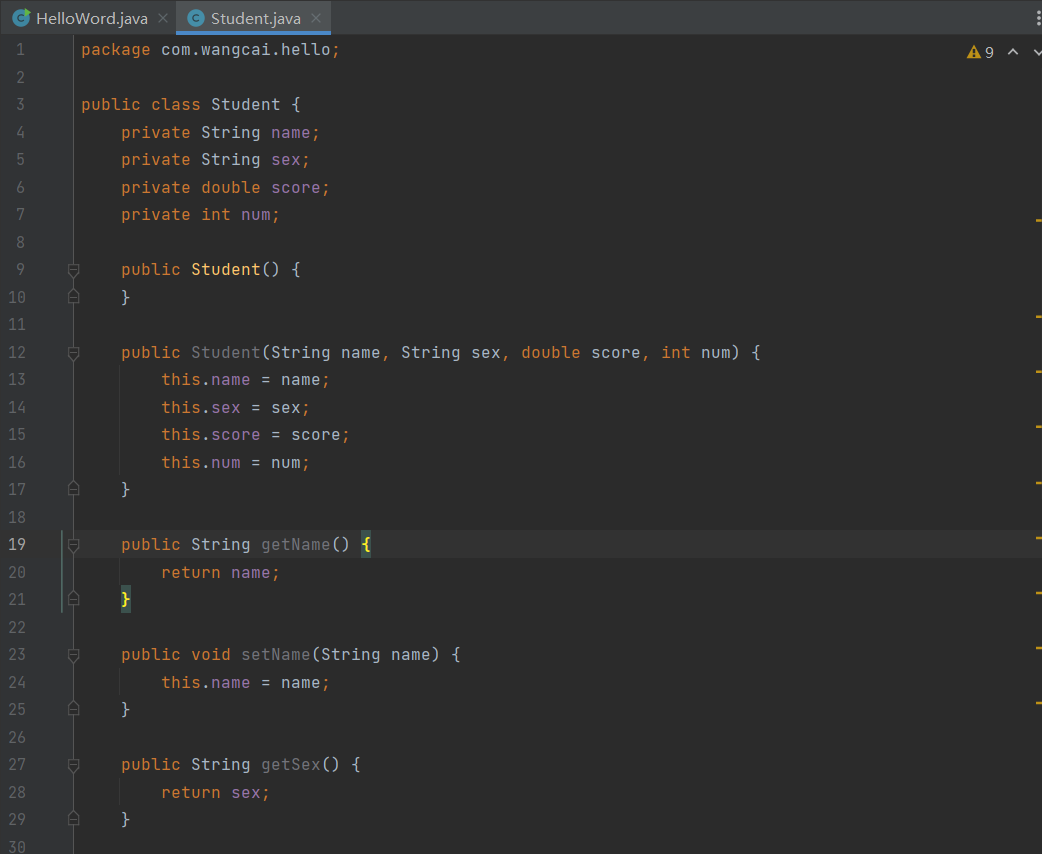 HelloWord.java
Student.java
1 package com.wangcai.hello;
9
2
3 public class Student {
4 private String name;
5 private String sex;
6 private double score;
7 private int num;
8
9 public Student() {
10 }
11
12 public Student(String name, String sex, double score, int num) {
13 this.name = name;
14 this.sex = sex;
15 this.score = score;
16 this.num = num;
17 }
18
19 public String getName() {
20 return name;
21 }
22
23 public void setName(String name) {
24 this.name = name;
25 }
26
27 public String getSex() {
28 return sex;
29 }
30